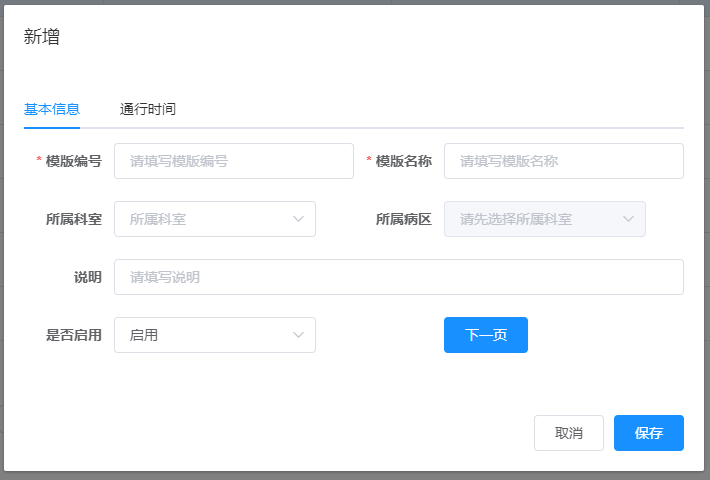 新增
基本信息 通行时间
* 模版编号 请填写模版编号 * 模版名称 请填写模版名称
所属科室 所属科室 所属病区 请先选择所属科室
说明 请填写说明
是否启用 启用 下一页
取消 保存